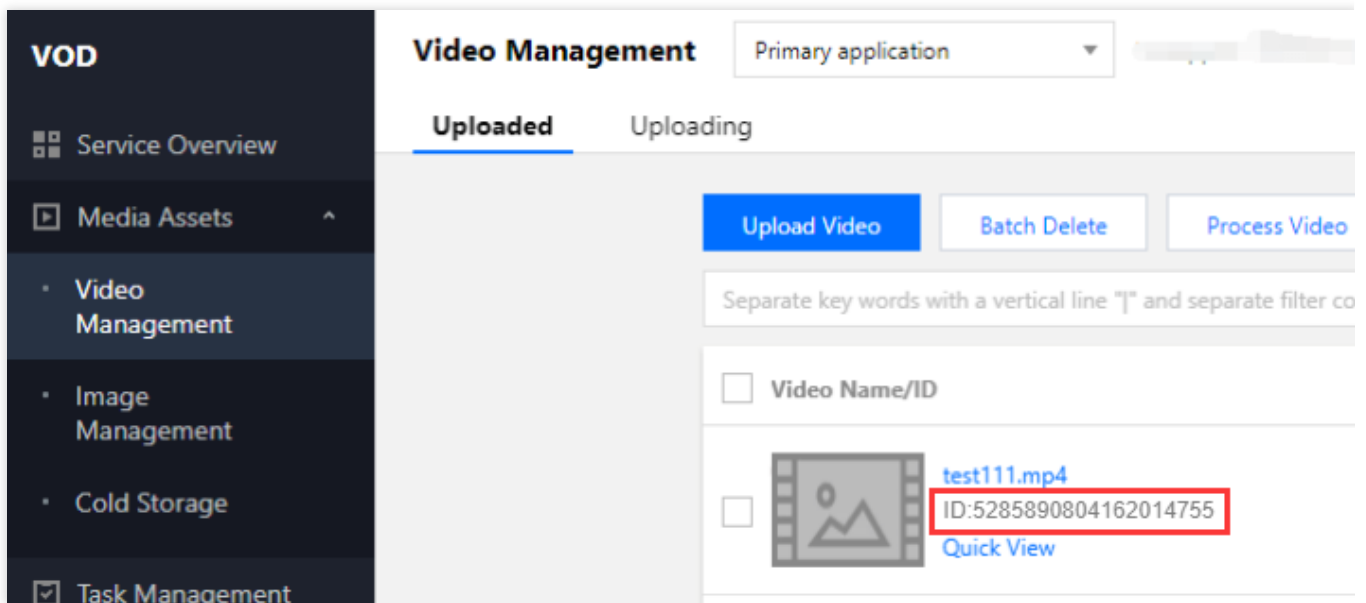 VOD
Service Overview
Media Assets
Video
Management
Image
Management
Cold Storage
Task Management
Video Management
Primary application
Uploaded
Uploading
Upload Video
Batch Delete
Process Video
Separate key words with a vertical line "|" and separate filter co
Video Name/ID
test111.mp4
ID:5285890804162014755
Quick View